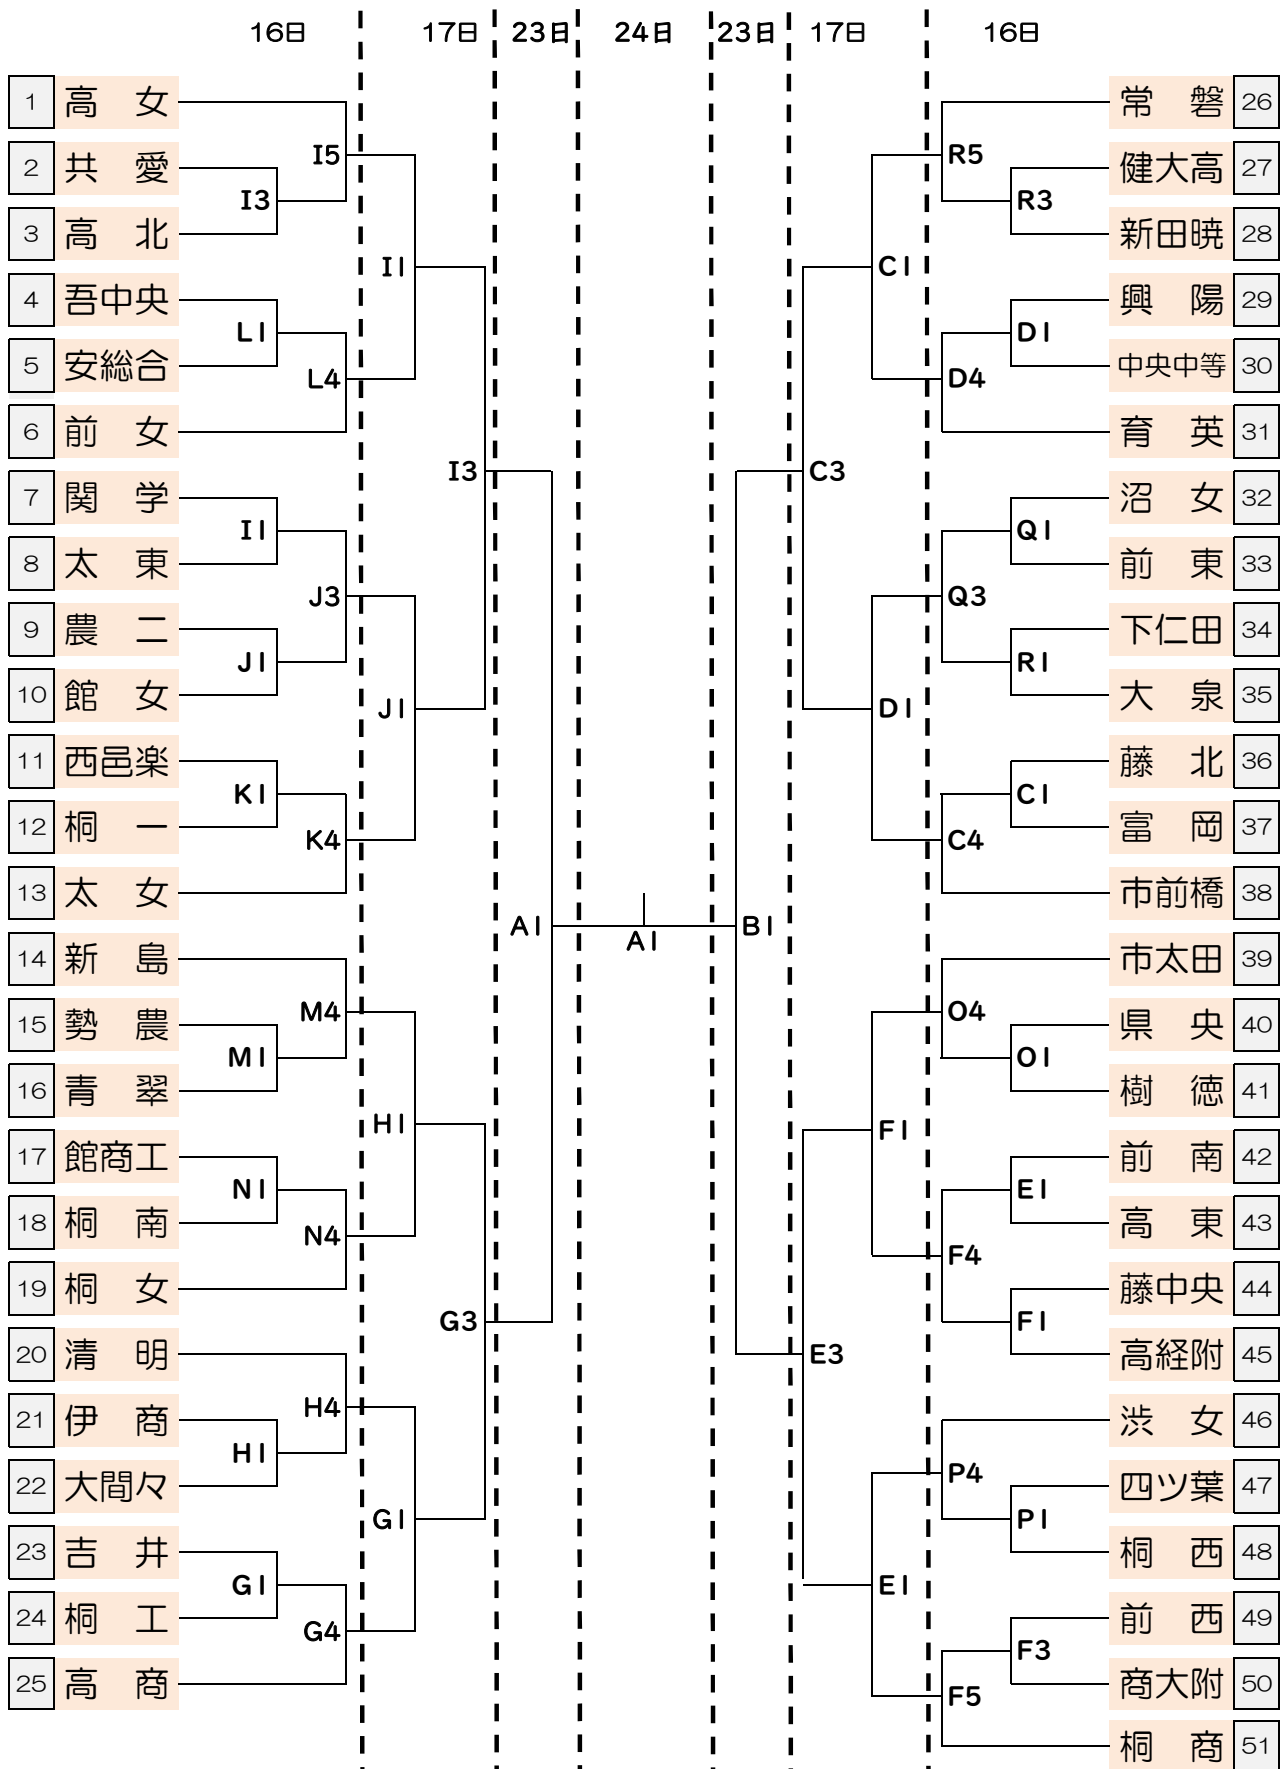 16日 17日 23日 24日 23日 17日 16日
1 高 女
2 共 愛
3 高 北
4 吾中央
5 安総合
6 前 女
7 関 学
8 太 東
9 農 二
10 館 女
11 西邑楽
12 桐 一
13 太 女
14 新 島
15 勢 農
16 青 翠
17 館商工
18 桐 南
19 桐 女
20 清 明
21 伊 商
22 大間々
23 吉 井
24 桐 工
25 高 商
I5
I3
L1
L4
I1
J3
J1
K1
K4
M4
M1
N1
N4
H4
H1
G1
G4
I1
J1
H1
G1
I3
G3
A1
A1
B1
C3
E3
C1
D1
F1
E1
R5
R3
D1
D4
Q1
Q3
R1
C1
C4
O4
O1
E1
F4
F1
P4
P1
F3
F5
常 磐 26
健大高 27
新田暁 28
興 陽 29
中央中等 30
育 英 31
沼 女 32
前 東 33
下仁田 34
大 泉 35
藤 北 36
富 岡 37
市前橋 38
市太田 39
県 央 40
樹 徳 41
前 南 42
高 東 43
藤中央 44
高経附 45
渋 女 46
四ツ葉 47
桐 西 48
前 西 49
商大附 50
桐 商 51